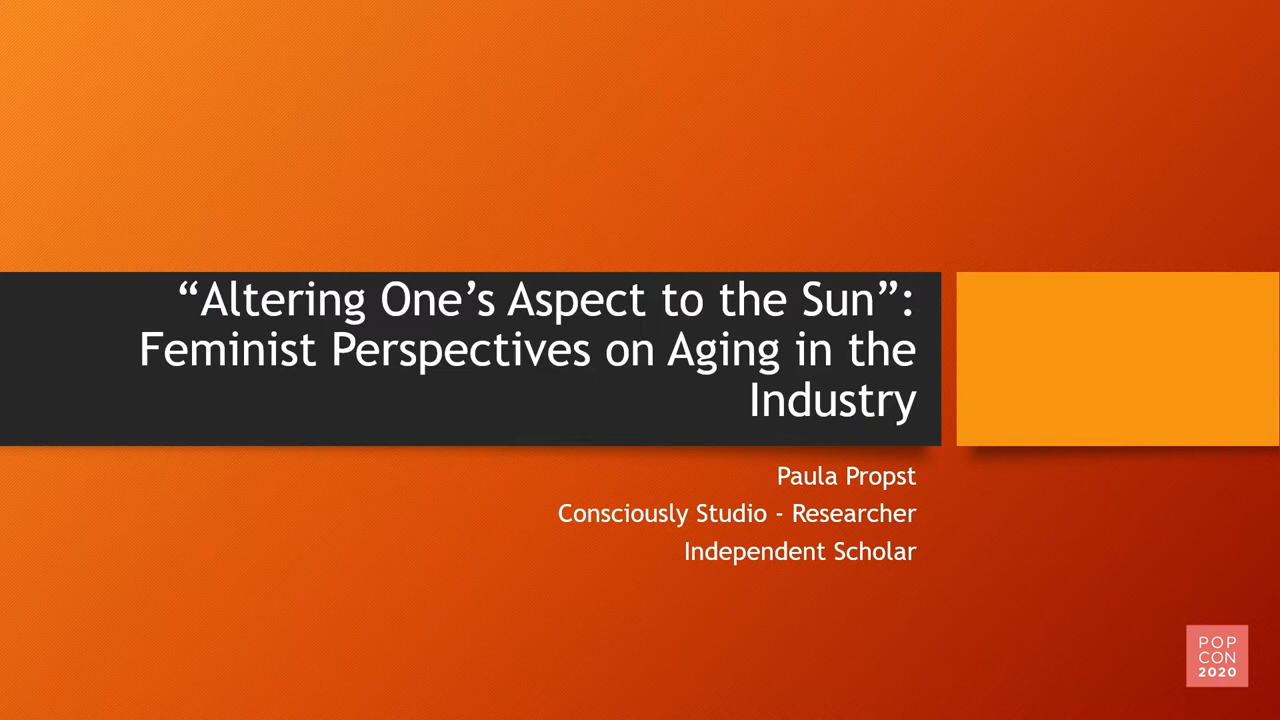 “Altering One’s Aspect to the Sun”:
Feminist Perspectives on Aging in the
Industry
Paula Propst
Consciously Studio - Researcher
Independent Scholar
POP
CON
2020